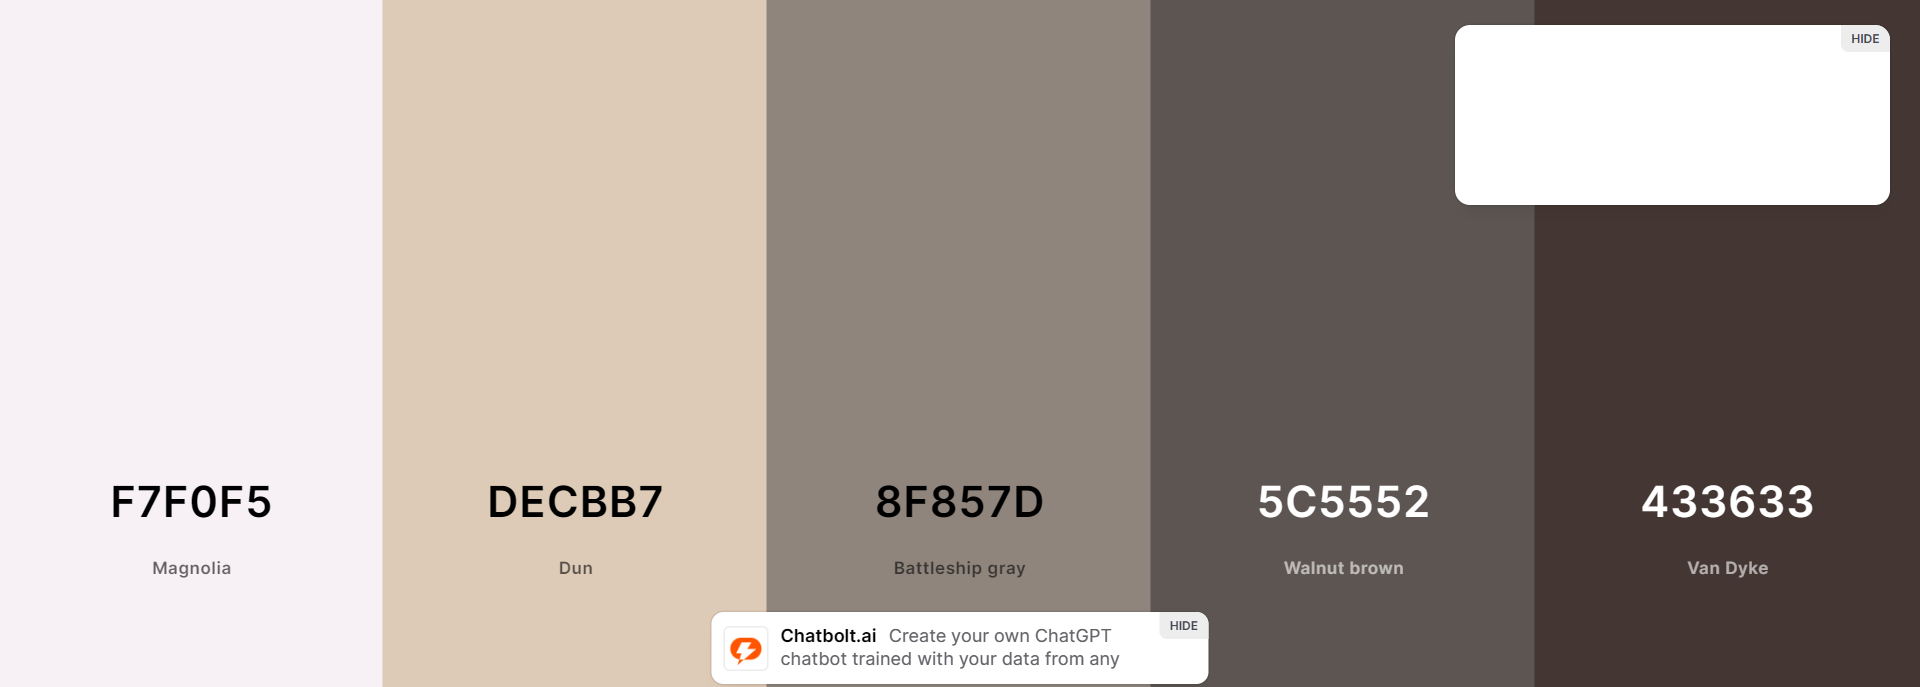 HIDE
F7F0F5
DECBB7
8F857D
5C5552
433633
Magnolia
Dun
Battleship gray
Walnut brown
Van Dyke
HIDE
Chatbolt.ai Create your own ChatGPT
chatbot trained with your data from any